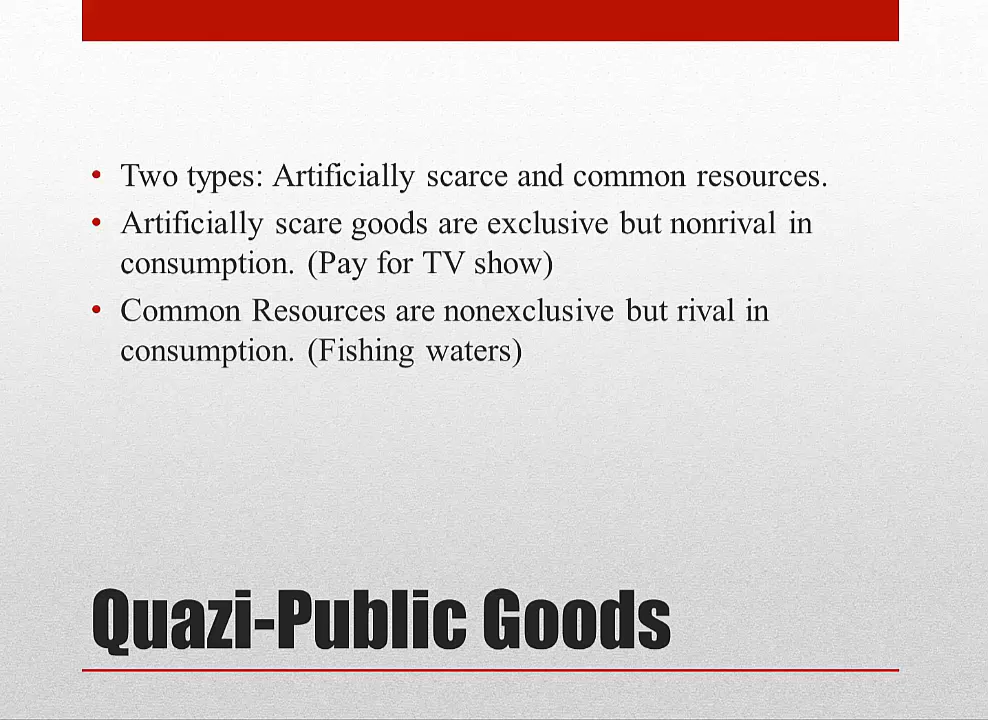 • Two types: Artificially scarce and common resources.
• Artificially scare goods are exclusive but nonrival in
consumption. (Pay for TV show)
• Common Resources are nonexclusive but rival in
consumption. (Fishing waters)
Quazi-Public Goods